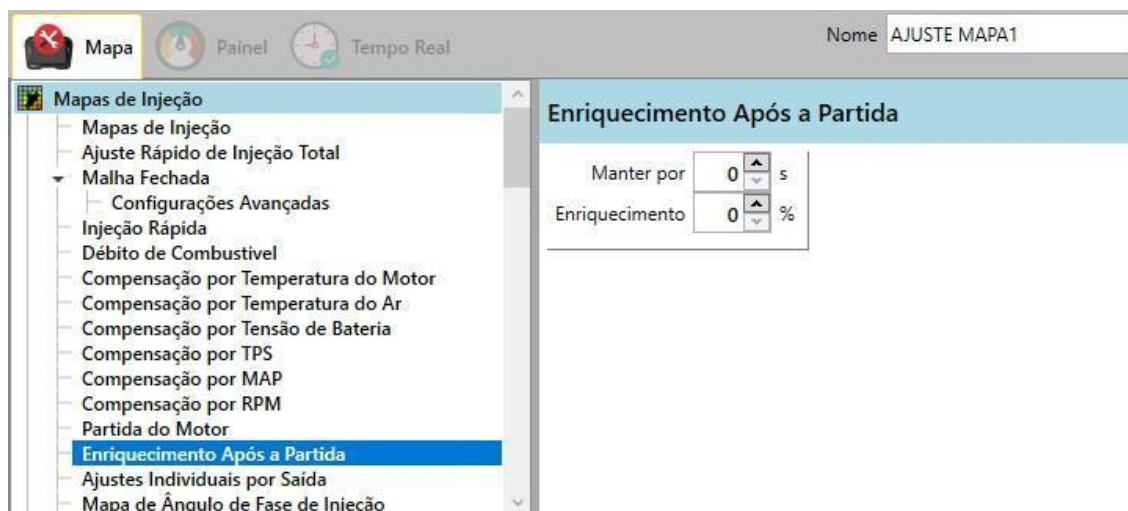 Mapa
Painel
Tempo Real
Nome AJUSTE MAPA1
Mapas de Injeção
Mapas de Injeção
Ajuste Rápido de Injeção Total
Malha Fechada
Configurações Avançadas
Injeção Rápida
Débito de Combustivel
Compensação por Temperatura do Motor
Compensação por Temperatura do Ar
Compensação por Tensão de Bateria
Compensação por TPS
Compensação por MAP
Compensação por RPM
Partida do Motor
Enriquecimento Após a Partida
Ajustes Individuais por Saída
Mapa de Ângulo de Fase de Injeção
Enriquecimento Após a Partida
Manter por 0 s
Enriquecimento 0 %